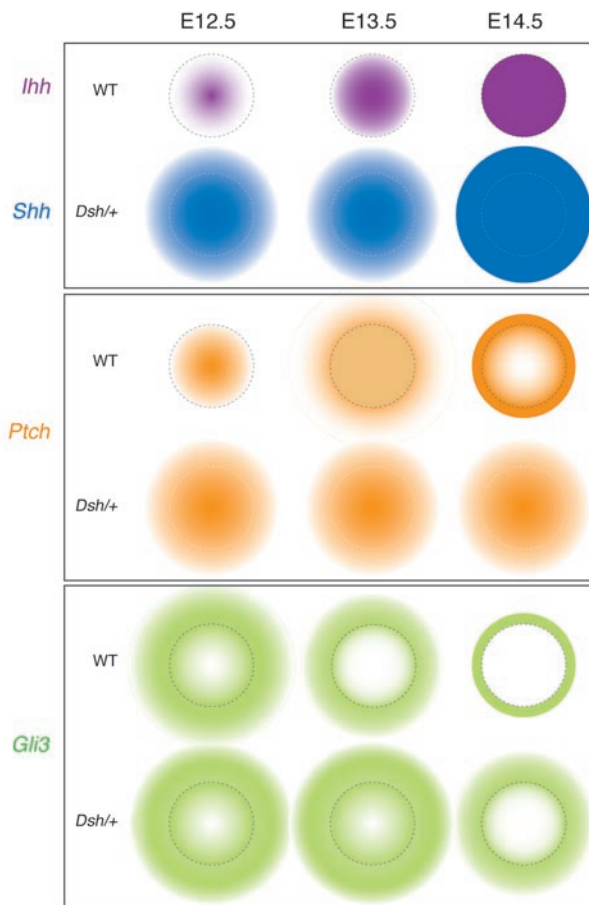 E12.5 E13.5 E14.5
Ihh WT
Shh Dsh/+
WT
Ptch
Dsh/+
WT
Gli3
Dsh/+